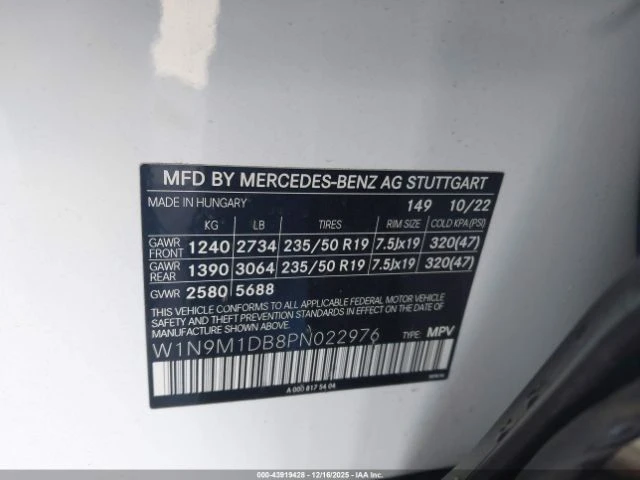 MFD BY MERCEDES-BENZ AG STUTTGART
MADE IN HUNGARY 149 10/22
KG LB TIRES RIM SIZE COLD KPA(PSI)
GAWR FRONT 1240 2734 235/50 R19 7.5Jx19 320(47)
GAWR REAR 1390 3064 235/50 R19 7.5Jx19 320(47)
GVWR 2580 5688
THIS VEHICLE CONFORMS TO ALL APPLICABLE FEDERAL MOTOR VEHICLE
SAFETY, BUMPER, AND THEFT PREVENTION STANDARDS IN EFFECT ON THE DATE OF
MANUFACTURE SHOWN ABOVE.
W1N9M1DB8PN022976 TYPE: MPV
A 000 817 54 04
000-43919428 - 12/16/2025 - IAAI.COM